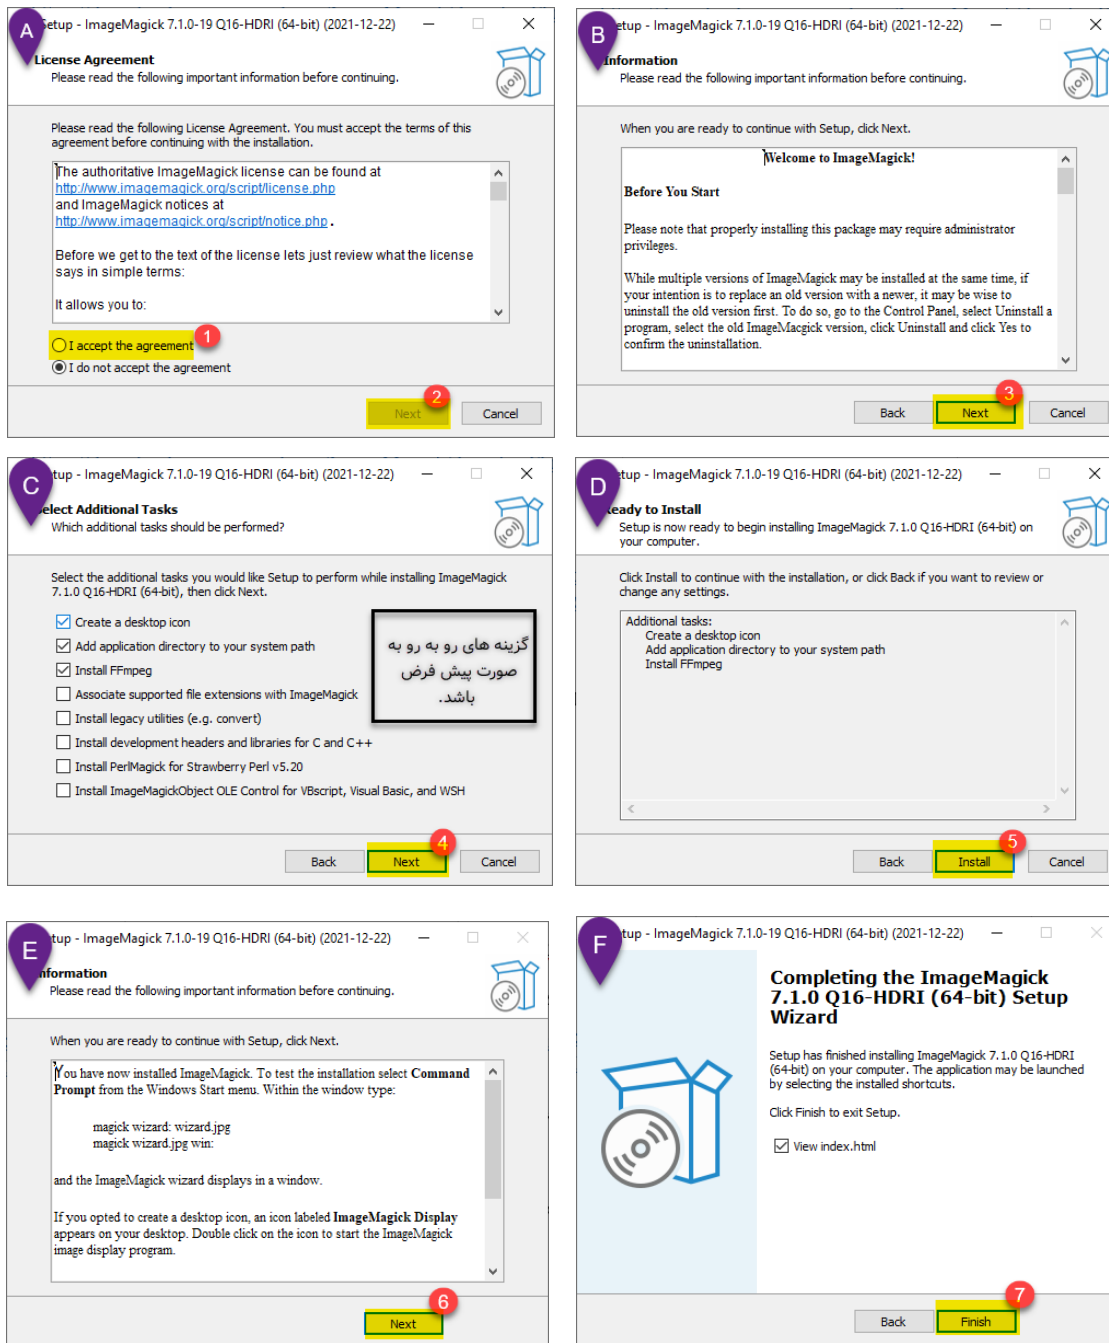 A
Setup - ImageMagick 7.1.0-19 Q16-HDRI (64-bit) (2021-12-22)
License Agreement
Please read the following important information before continuing.
Please read the following License Agreement. You must accept the terms of this
agreement before continuing with the installation.
The authoritative ImageMagick license can be found at
http://www.imagemagick.org/script/license.php
and ImageMagick notices at
http://www.imagemagick.org/script/notice.php .
Before we get to the text of the license lets just review what the license
says in simple terms:
It allows you to:
I accept the agreement
1
I do not accept the agreement
2
Next
Cancel
B
etup - ImageMagick 7.1.0-19 Q16-HDRI (64-bit) (2021-12-22)
Information
Please read the following important information before continuing.
When you are ready to continue with Setup, click Next.
Welcome to ImageMagick!
Before You Start
Please note that properly installing this package may require administrator
privileges.
While multiple versions of ImageMagick may be installed at the same time, if
your intention is to replace an old version with a newer, it may be wise to
uninstall the old version first. To do so, go to the Control Panel, select Uninstall a
program, select the old ImageMacgick version, click Uninstall and click Yes to
confirm the uninstallation.
3
Back
Next
Cancel
C
tup - ImageMagick 7.1.0-19 Q16-HDRI (64-bit) (2021-12-22)
elect Additional Tasks
Which additional tasks should be performed?
Select the additional tasks you would like Setup to perform while installing ImageMagick
7.1.0 Q16-HDRI (64-bit), then click Next.
Create a desktop icon
Add application directory to your system path
Install FFmpeg
Associate supported file extensions with ImageMagick
Install legacy utilities (e.g. convert)
Install development headers and libraries for C and C++
Install PerlMagick for Strawberry Perl v5.20
Install ImageMagickObject OLE Control for VBscript, Visual Basic, and WSH
گزینه های رو به رو به
صورت پیش فرض
باشد.
4
Back
Next
Cancel
D
tup - ImageMagick 7.1.0-19 Q16-HDRI (64-bit) (2021-12-22)
eady to Install
Setup is now ready to begin installing ImageMagick 7.1.0 Q16-HDRI (64-bit) on
your computer.
Click Install to continue with the installation, or click Back if you want to review or
change any settings.
Additional tasks:
Create a desktop icon
Add application directory to your system path
Install FFmpeg
5
Back
Install
Cancel
E
tup - ImageMagick 7.1.0-19 Q16-HDRI (64-bit) (2021-12-22)
nformation
Please read the following important information before continuing.
When you are ready to continue with Setup, click Next.
You have now installed ImageMagick. To test the installation select Command
Prompt from the Windows Start menu. Within the window type:
magick wizard: wizard.jpg
magick wizard.jpg win:
and the ImageMagick wizard displays in a window.
If you opted to create a desktop icon, an icon labeled ImageMagick Display
appears on your desktop. Double click on the icon to start the ImageMagick
image display program.
6
Next
F
tup - ImageMagick 7.1.0-19 Q16-HDRI (64-bit) (2021-12-22)
Completing the ImageMagick
7.1.0 Q16-HDRI (64-bit) Setup
Wizard
Setup has finished installing ImageMagick 7.1.0 Q16-HDRI
(64-bit) on your computer. The application may be launched
by selecting the installed shortcuts.
Click Finish to exit Setup.
View index.html
7
Back
Finish